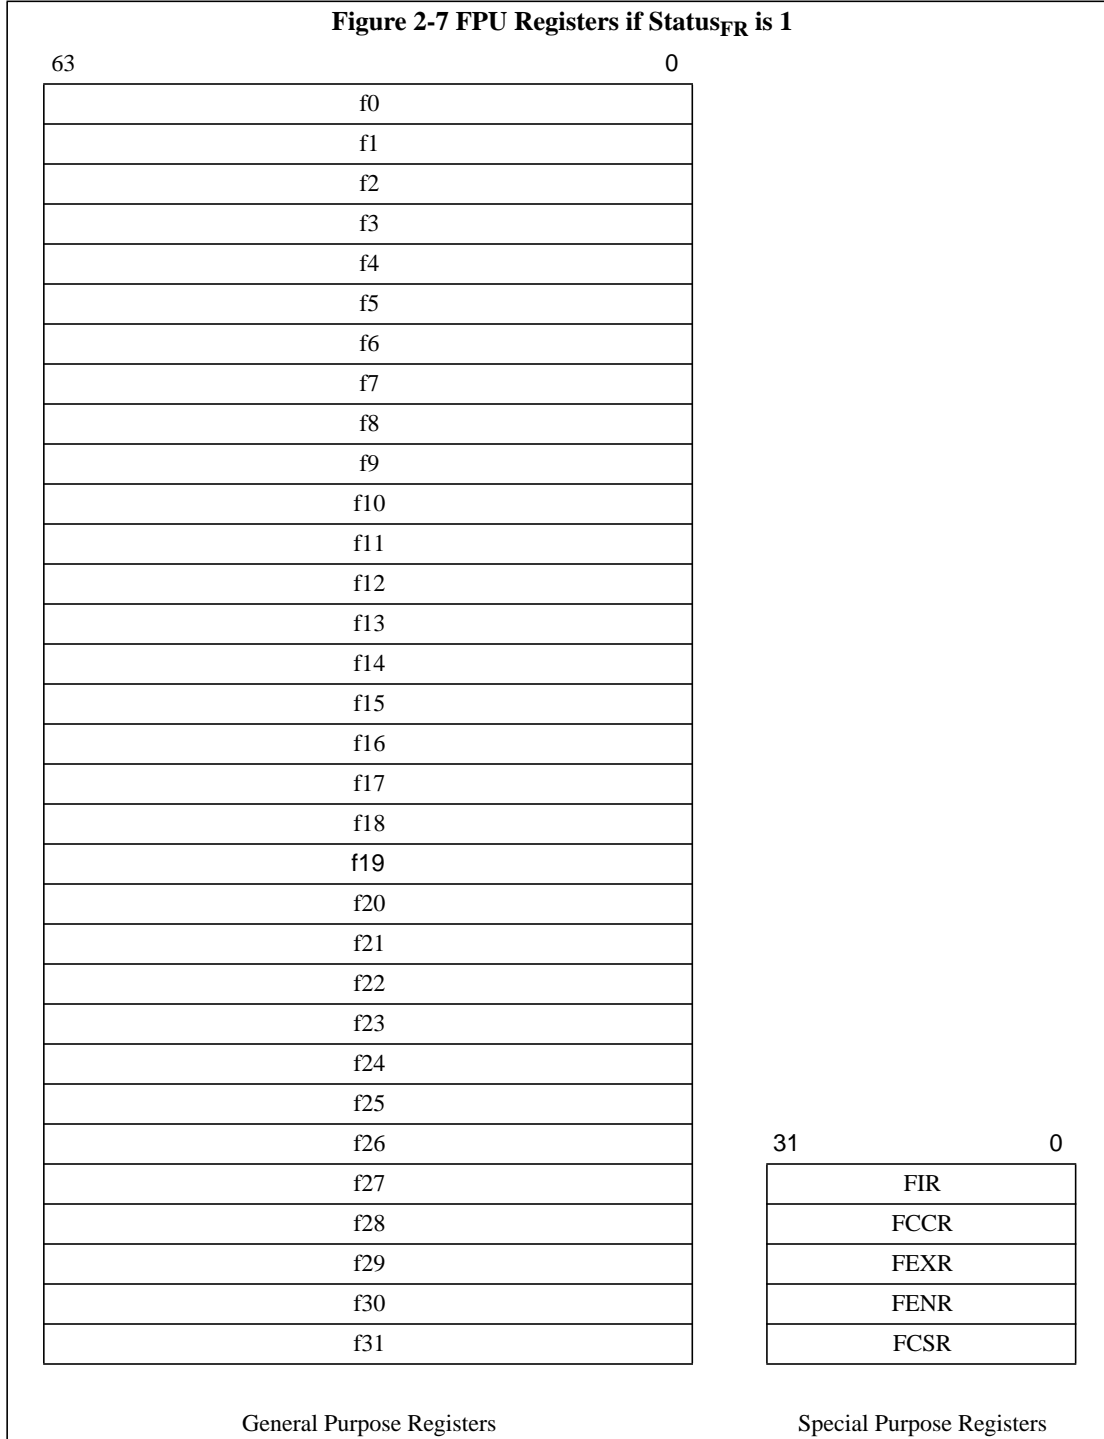 Figure 2-7 FPU Registers if StatusFR is 1
63 0
f0
f1
f2
f3
f4
f5
f6
f7
f8
f9
f10
f11
f12
f13
f14
f15
f16
f17
f18
f19
f20
f21
f22
f23
f24
f25
f26
f27
f28
f29
f30
f31
General Purpose Registers
31 0
FIR
FCCR
FEXR
FENR
FCSR
Special Purpose Registers